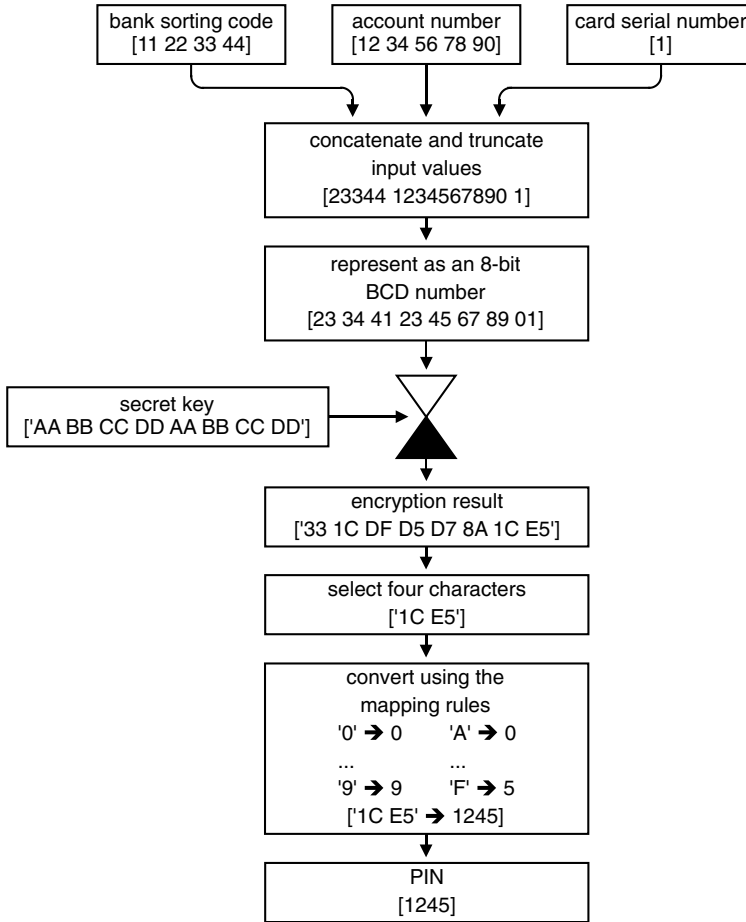 bank sorting code
[11 22 33 44]
account number
[12 34 56 78 90]
card serial number
[1]
concatenate and truncate
input values
[23344 1234567890 1]
represent as an 8-bit
BCD number
[23 34 41 23 45 67 89 01]
secret key
['AA BB CC DD AA BB CC DD']
encryption result
['33 1C DF D5 D7 8A 1C E5']
select four characters
['1C E5']
convert using the
mapping rules
'0' ➔ 0 'A' ➔ 0
... ...
'9' ➔ 9 'F' ➔ 5
['1C E5' ➔ 1245]
PIN
[1245]